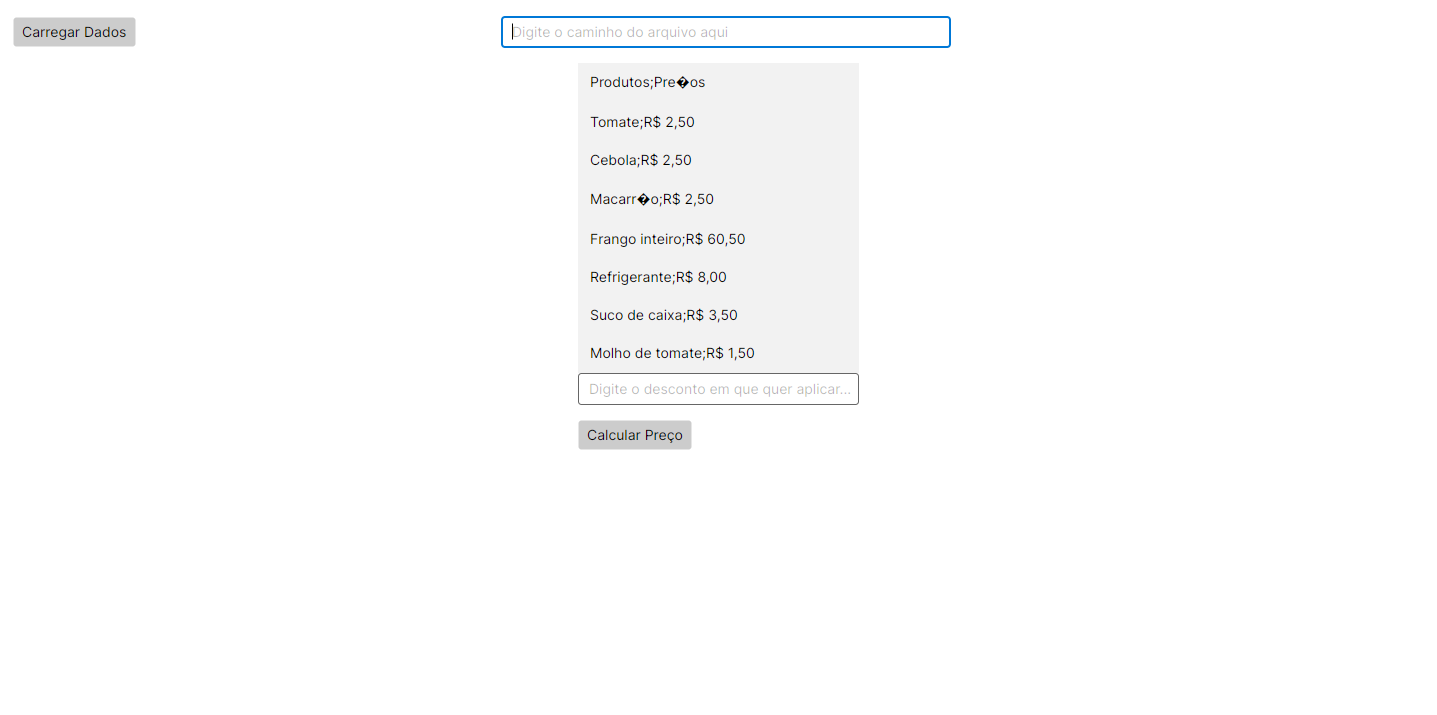 Carregar Dados
Digite o caminho do arquivo aqui
Produtos;Pre�os
Tomate;R$ 2,50
Cebola;R$ 2,50
Macarr�o;R$ 2,50
Frango inteiro;R$ 60,50
Refrigerante;R$ 8,00
Suco de caixa;R$ 3,50
Molho de tomate;R$ 1,50
Digite o desconto em que quer aplicar...
Calcular Preço